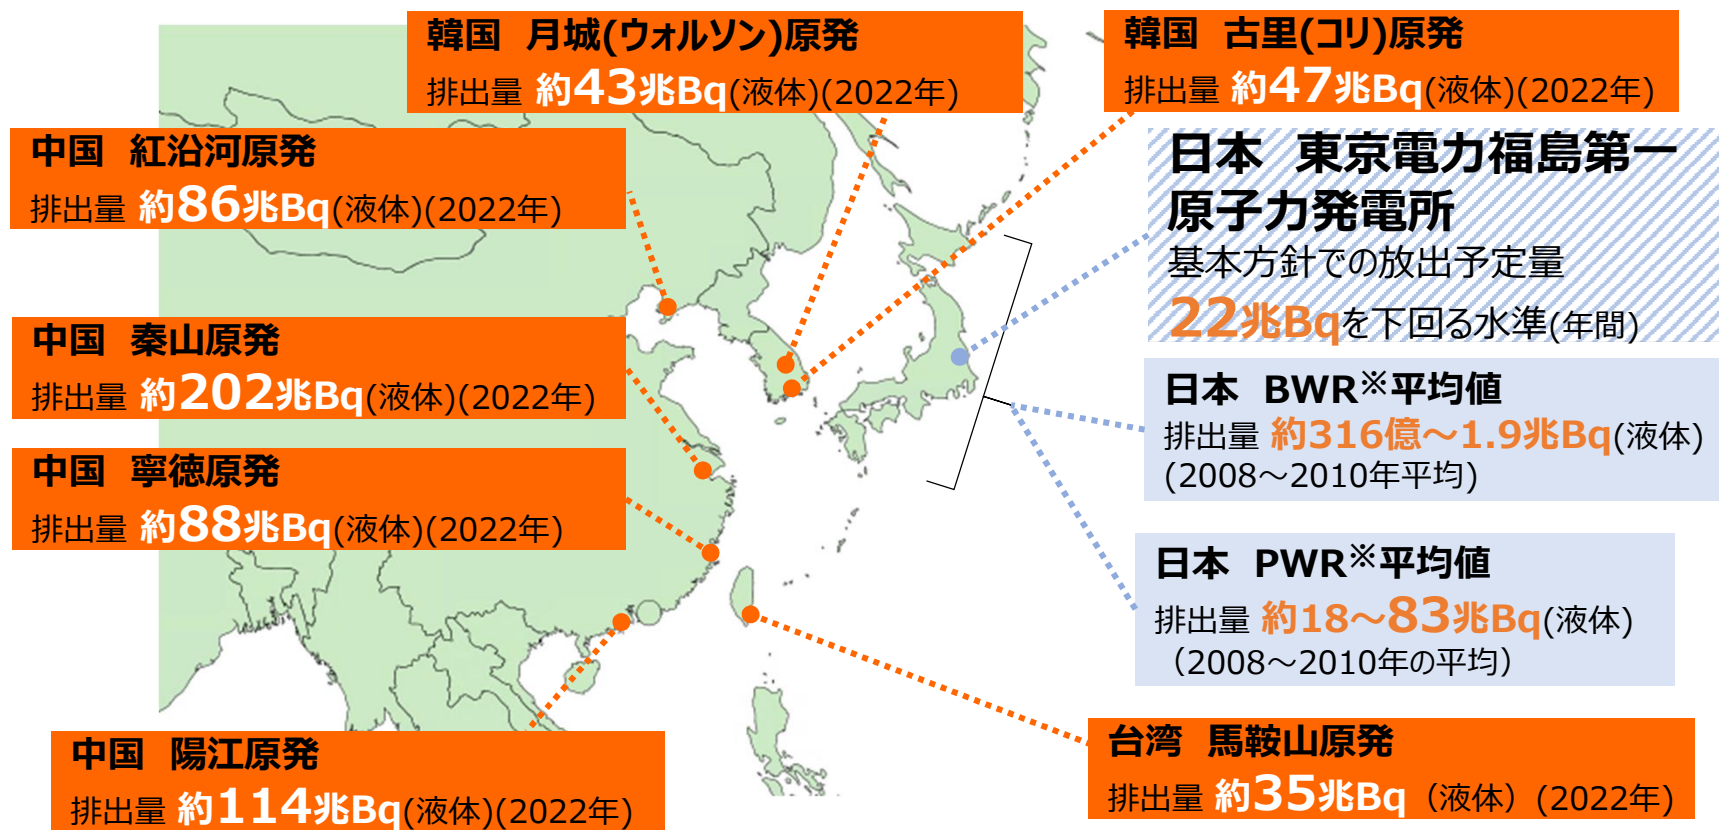 韓国 月城(ウォルソン)原発
排出量 約43兆Bq(液体)(2022年)
韓国 古里(コリ)原発
排出量 約47兆Bq(液体)(2022年)
中国 紅沿河原発
排出量 約86兆Bq(液体)(2022年)
日本 東京電力福島第一
原子力発電所
基本方針での放出予定量
22兆Bqを下回る水準(年間)
中国 秦山原発
排出量 約202兆Bq(液体)(2022年)
日本 BWR※平均値
排出量 約316億～1.9兆Bq(液体)
(2008～2010年平均)
中国 寧徳原発
排出量 約88兆Bq(液体)(2022年)
日本 PWR※平均値
排出量 約18～83兆Bq(液体)
（2008～2010年の平均）
中国 陽江原発
排出量 約114兆Bq(液体)(2022年)
台湾 馬鞍山原発
排出量 約35兆Bq（液体）(2022年)